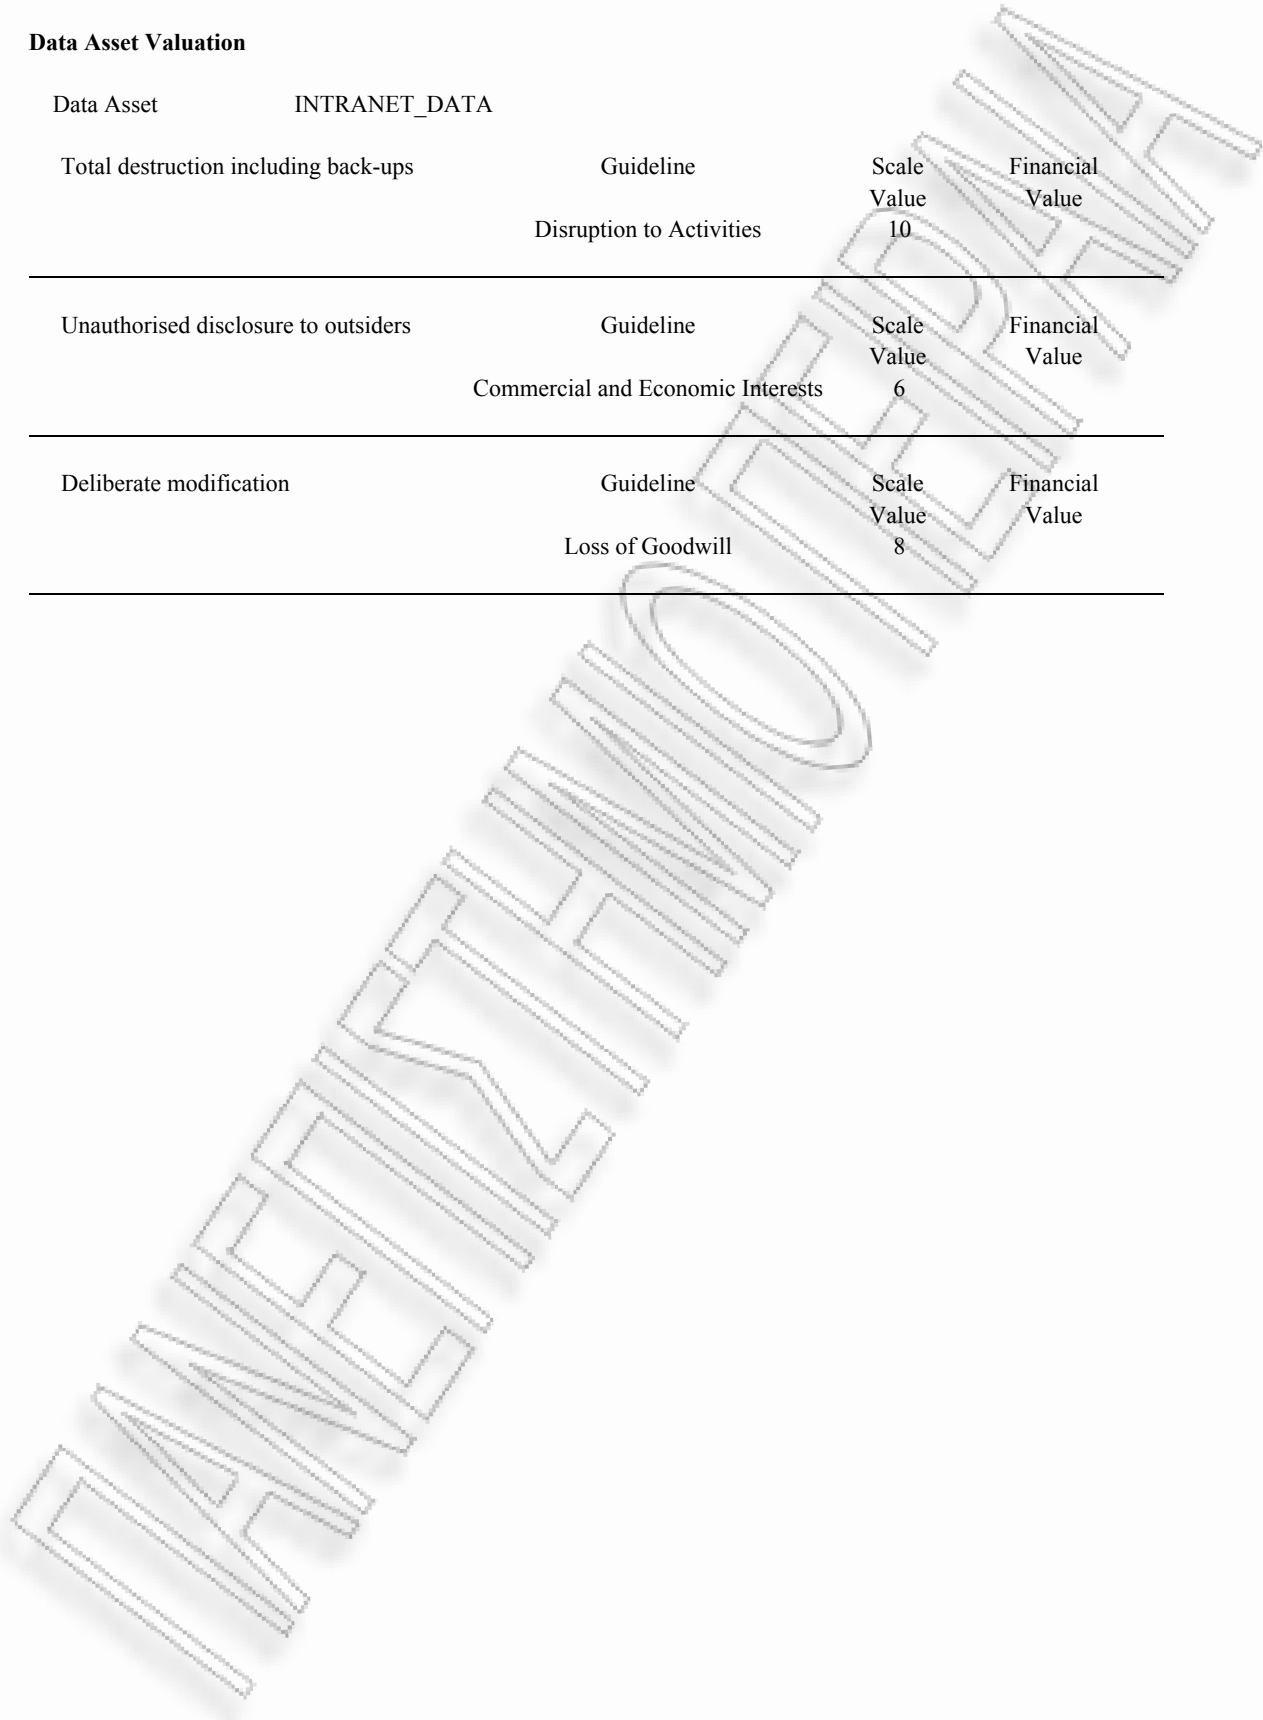 Data Asset Valuation
Data Asset INTRANET_DATA
Total destruction including back-ups Guideline Scale Value Financial Value
Disruption to Activities 10
Unauthorised disclosure to outsiders Guideline Scale Value Financial Value
Commercial and Economic Interests 6
Deliberate modification Guideline Scale Value Financial Value
Loss of Goodwill 8
ΠΑΝΕΠΙΣΤΗΜΙΟ ΠΕΙΡΑΙΑ